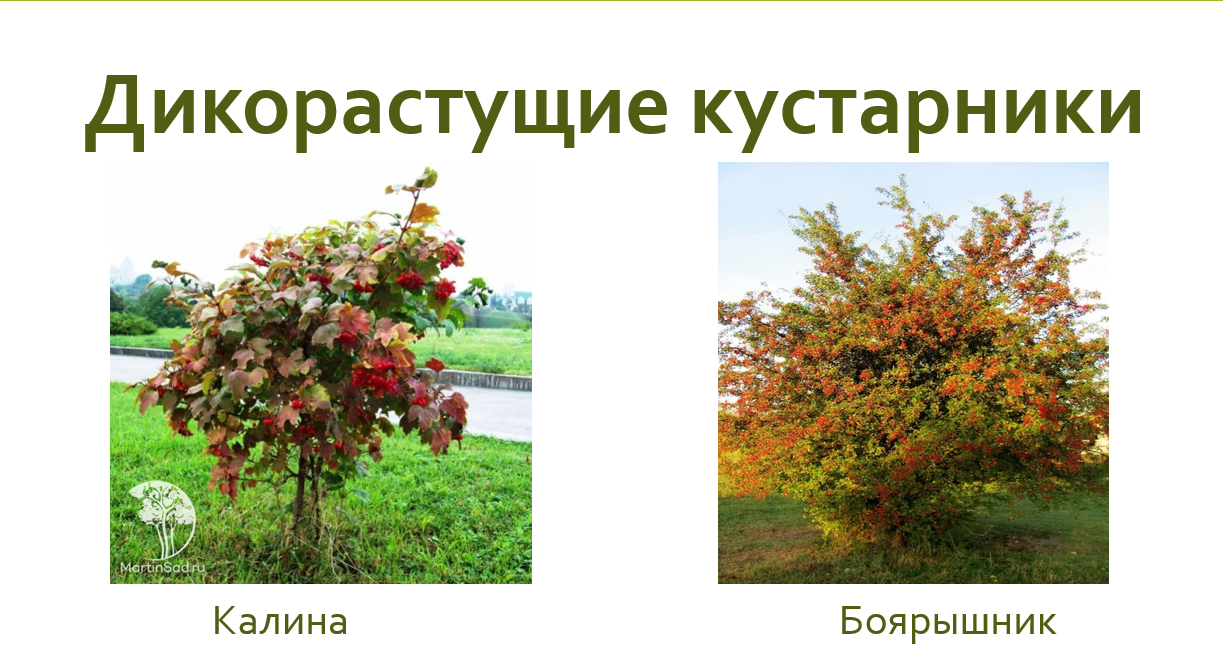 Дикорастущие кустарники
MartinSad.ru
Калина
Боярышник